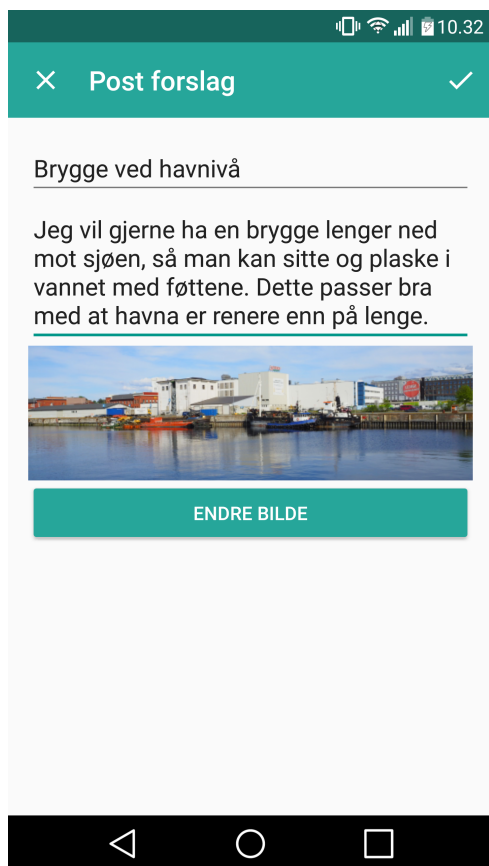 10.32
Post forslag
Brygge ved havnivå
Jeg vil gjerne ha en brygge lenger ned
mot sjøen, så man kan sitte og plaske i
vannet med føttene. Dette passer bra
med at havna er renere enn på lenge.
ENDRE BILDE